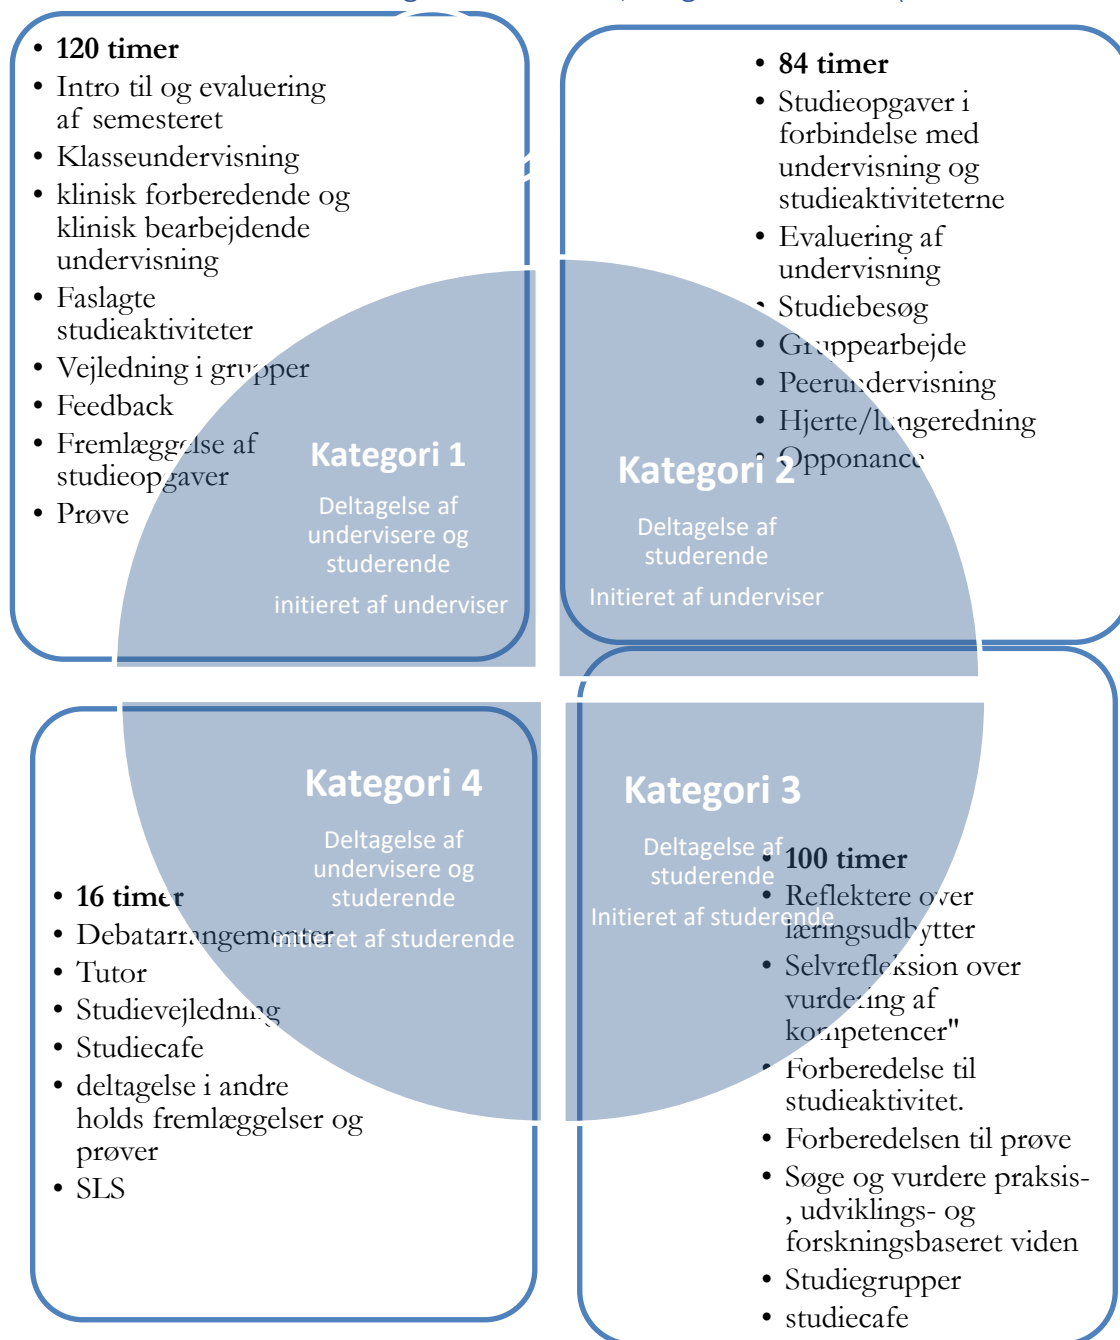 • 120 timer
• Intro til og evaluering
af semesteret
• Klasseundervisning
• klinisk forberedende og
klinisk bearbejdende
undervisning
• Faslagte
studieaktiviteter
• Vejledning i grupper
• Feedback
• Fremlæggelse af
studieopgaver
• Prøve
Kategori 1
Deltagelse af
undervisere og
studerende
initieret af underviser
• 84 timer
• Studieopgaver i
forbindelse med
undervisning og
studieaktiviteterne
• Evaluering af
undervisning
• Studiebesøg
• Gruppearbejde
• Peerundervisning
• Hjerte/lungeredning
• Opponance
Kategori 2
Deltagelse af
studerende
Initieret af underviser
Kategori 4
Deltagelse af
undervisere og
studerende
initieret af studerende
• 16 timer
• Debatarrangementer
• Tutor
• Studievejledning
• Studiecafe
• deltagelse i andre
holds fremlæggelser og
prøver
• SLS
Kategori 3
Deltagelse af
studerende
Initieret af studerende
• 100 timer
• Reflektere over
læringsudbytter
• Selvrefleksion over
vurdering af
kompetencer"
• Forberedelse til
studieaktivitet.
• Forberedelsen til prøve
• Søge og vurdere praksis-
, udviklings- og
forskningsbaseret viden
• Studiegrupper
• studiecafe